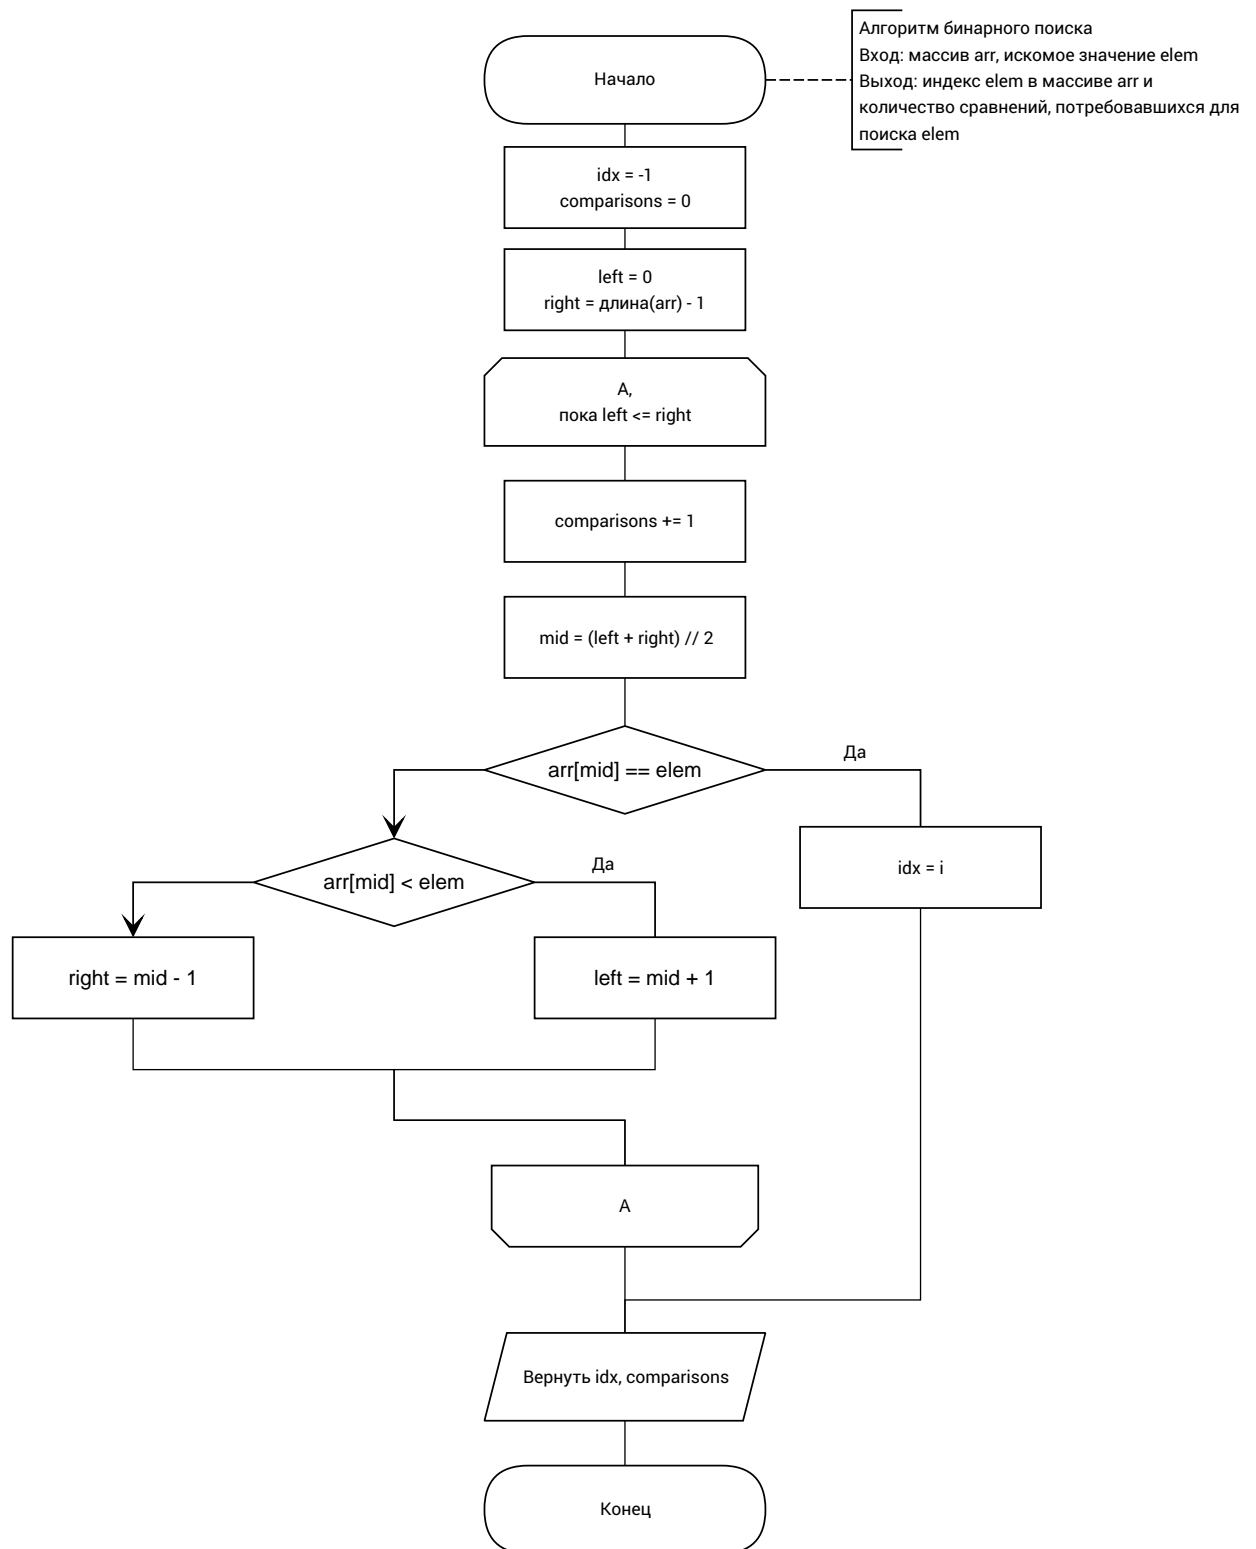 Начало
Алгоритм бинарного поиска
Вход: массив arr, искомое значение elem
Выход: индекс elem в массиве arr и
количество сравнений, потребовавшихся для
поиска elem
idx = -1
comparisons = 0
left = 0
right = длина(arr) - 1
А,
пока left <= right
comparisons += 1
mid = (left + right) // 2
arr[mid] == elem
Да
arr[mid] < elem
Да
idx = i
right = mid - 1
left = mid + 1
А
Вернуть idx, comparisons
Конец